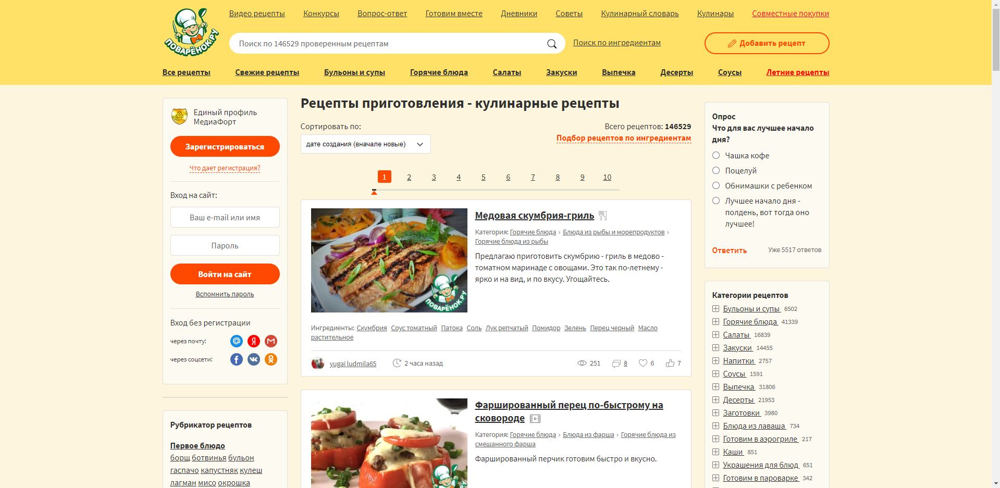 Видео рецепты Конкурсы Вопрос-ответ Готовим вместе Дневники Советы Кулинарный словарь Кулинары Совместные покупки
ПОВАРЁНОК.РУ
Поиск по 146529 проверенным рецептам
Поиск по ингредиентам
Добавить рецепт
Все рецепты Свежие рецепты Бульоны и супы Горячие блюда Салаты Закуски Выпечка Десерты Соусы Летние рецепты
Единый профиль
МедиаФорт
Зарегистрироваться
Что дает регистрация?
Вход на сайт:
Ваш e-mail или имя
Пароль
Войти на сайт
Вспомнить пароль
Вход без регистрации
через почту:
через соцсети:
Рубрикатор рецептов
Первое блюдо
борщ ботвинья бульон
гаспачо капустняк кулеш
лагман мисо окрошка
Рецепты приготовления - кулинарные рецепты
Сортировать по:
дате создания (вначале новые)
Всего рецептов: 146529
Подбор рецептов по ингредиентам
1 2 3 4 5 6 7 8 9 10
Медовая скумбрия-гриль
Категория: Горячие блюда › Блюда из рыбы и морепродуктов ›
Горячие блюда из рыбы
Предлагаю приготовить скумбрию - гриль в медово -
томатном маринаде с овощами. Это так по-летнему -
ярко и на вид, и по вкусу. Угощайтесь.
ПОВАРЁНОК.РУ
Ингредиенты: Скумбрия Соус томатный Патока Соль Лук репчатый Помидор Зелень Перец черный Масло
растительное
yugai ludmila65 2 часа назад 251 8 6 7
Фаршированный перец по-быстрому на
сковороде
Категория: Горячие блюда › Блюда из фарша › Горячие блюда из
смешанного фарша
Фаршированный перчик готовим быстро и вкусно.
Опрос
Что для вас лучшее начало
дня?
Чашка кофе
Поцелуй
Обнимашки с ребенком
Лучшее начало дня -
полдень, вот тогда оно
лучшее!
Ответить Уже 5517 ответов
Категории рецептов
Бульоны и супы 6502
Горячие блюда 41339
Салаты 16839
Закуски 14455
Напитки 2757
Соусы 1591
Выпечка 31806
Десерты 21953
Заготовки 3980
Блюда из лаваша 734
Готовим в аэрогриле 217
Каши 851
Украшения для блюд 651
Готовим в пароварке 342